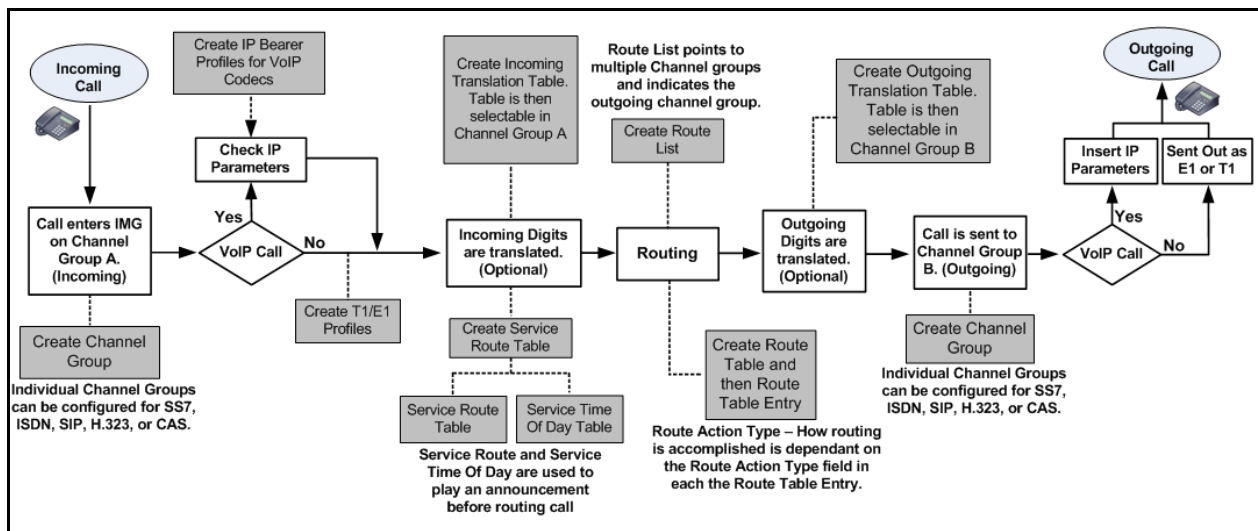 Incoming
Call
Create IP Bearer
Profiles for VoIP
Codecs
Check IP
Parameters
Yes
Call enters IMG
on Channel
Group A.
(Incoming)
VoIP Call
No
Create T1/E1
Profiles
Create Channel
Group
Individual Channel Groups
can be configured for SS7,
ISDN, SIP, H.323, or CAS.
Create Incoming
Translation Table.
Table is then
selectable in
Channel Group A
Incoming Digits
are translated.
(Optional)
Create Service
Route Table
Service Route
Table
Service Time
Of Day Table
Service Route and Service
Time Of Day are used to
play an announcement
before routing call
Route List points to
multiple Channel groups
and indicates the
outgoing channel group.
Create Route
List
Routing
Create Route
Table and
then Route
Table Entry
Route Action Type – How routing
is accomplished is dependant on
the Route Action Type field in
each the Route Table Entry.
Create Outgoing
Translation Table.
Table is then
selectable in
Channel Group B
Outgoing
Digits are
translated.
(Optional)
Call is sent to
Channel Group
B. (Outgoing)
Create Channel
Group
Individual Channel Groups
can be configured for SS7,
ISDN, SIP, H.323, or CAS.
VoIP Call
Yes
No
Insert IP
Parameters
Sent Out as
E1 or T1
Outgoing
Call